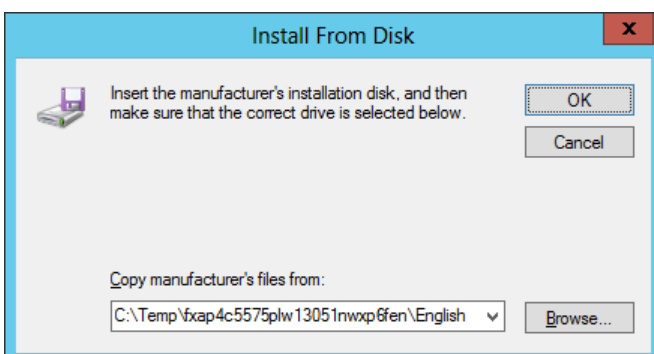 Install From Disk
x
Insert the manufacturer's installation disk, and then
make sure that the correct drive is selected below.
OK
Cancel
Copy manufacturer's files from:
C:\Temp\fxap4c5575plw13051nwxp6fen\English
Browse...